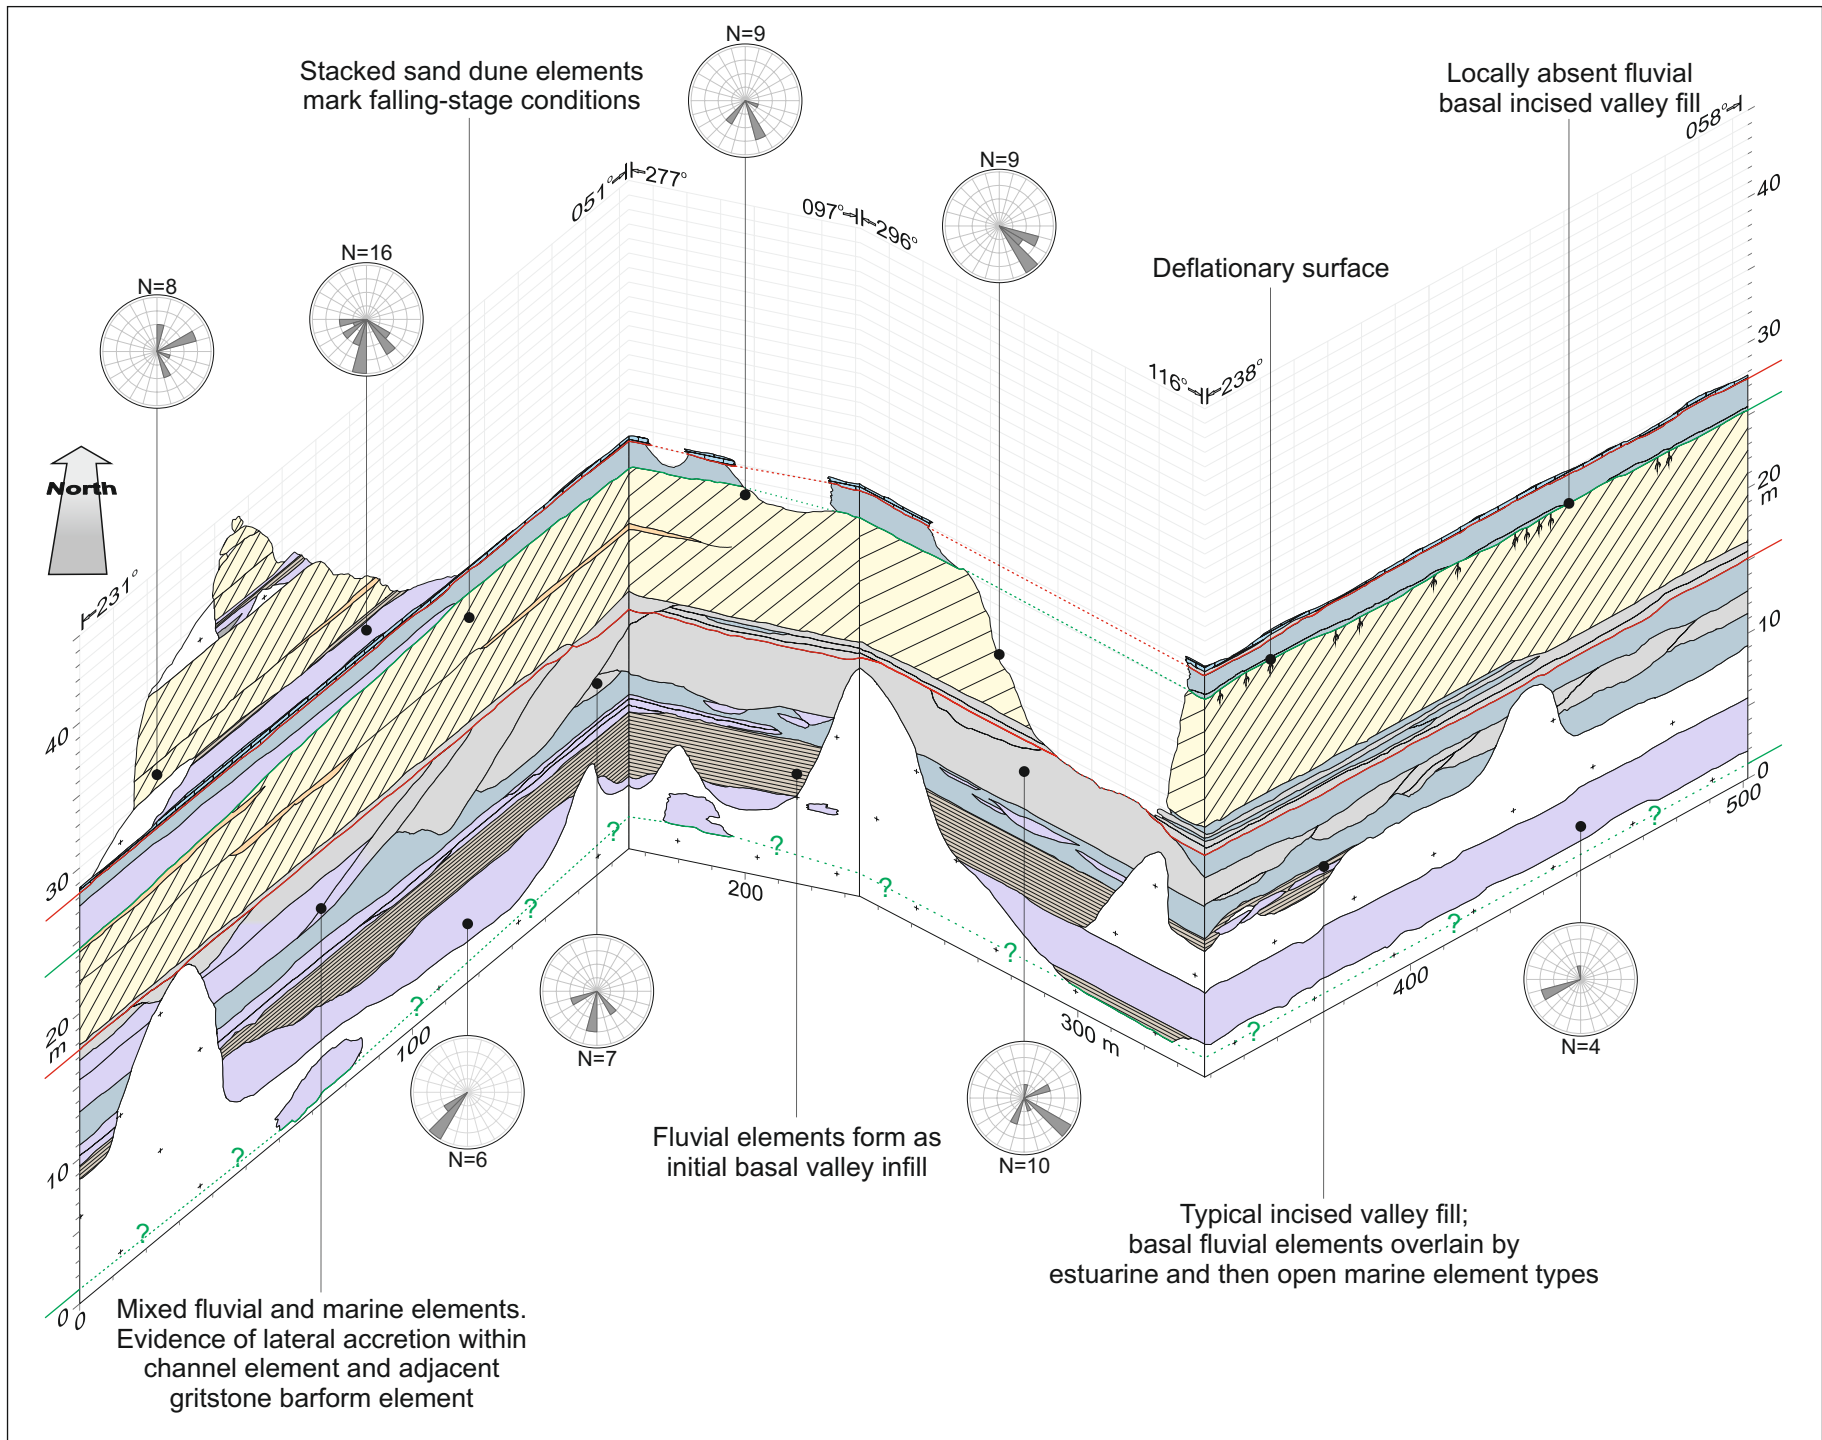 N=9
Stacked sand dune elements
mark falling-stage conditions
Locally absent fluvial
basal incised valley fill
058°
N=9
051°
277°
097°
296°
40
N=16
N=8
Deflationary surface
30
116°
238°
North
20
m
231°
10
40
0
500
30
?
?
?
200
?
?
?
?
400
20
m
?
100
?
300 m
N=7
N=4
?
Fluvial elements form as
initial basal valley infill
N=6
N=10
10
?
Typical incised valley fill;
basal fluvial elements overlain by
estuarine and then open marine element types
0
0
Mixed fluvial and marine elements.
Evidence of lateral accretion within
channel element and adjacent
gritstone barform element